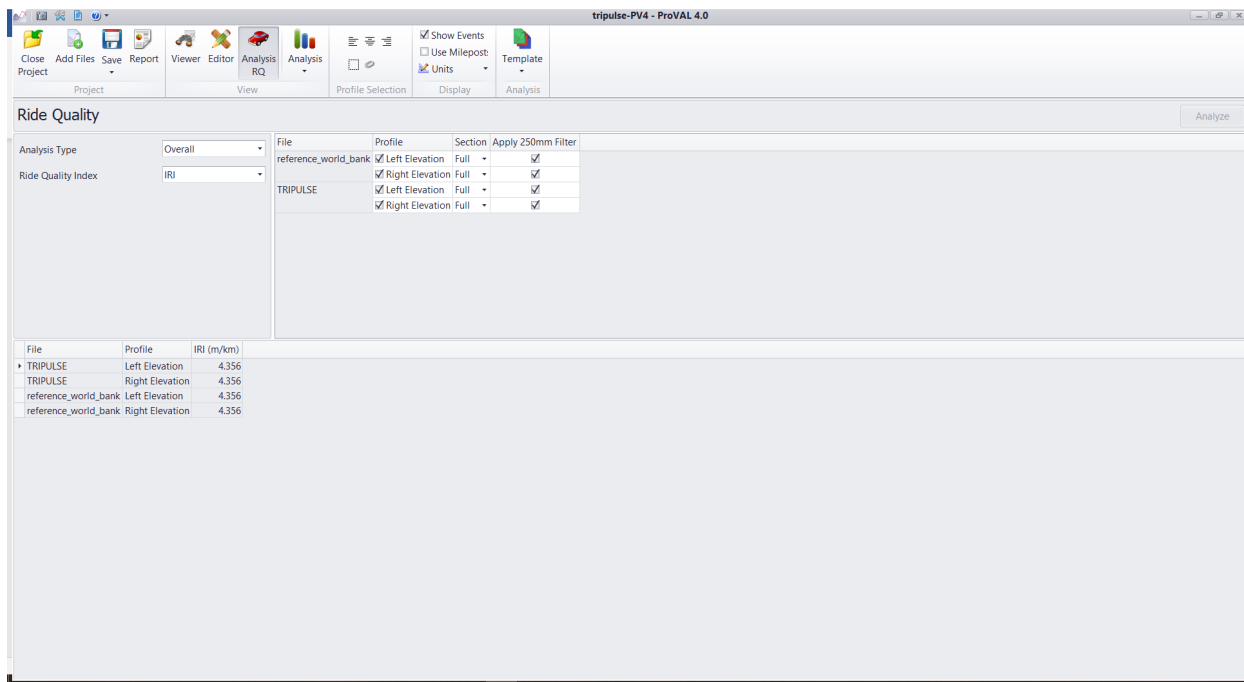 tripulse-PV4 - ProVAL 4.0
Close Project
Add Files
Save
Report
Viewer
Editor
Analysis RQ
Analysis
Show Events
Use Milepost:
Units
Template
Project
View
Profile Selection
Display
Analysis
Ride Quality
Analyze
Analysis Type Overall
Ride Quality Index IRI
File Profile Section Apply 250mm Filter
reference_world_bank Left Elevation Full
Right Elevation Full
TRIPULSE Left Elevation Full
Right Elevation Full
File Profile IRI (m/km)
TRIPULSE Left Elevation 4.356
TRIPULSE Right Elevation 4.356
reference_world_bank Left Elevation 4.356
reference_world_bank Right Elevation 4.356